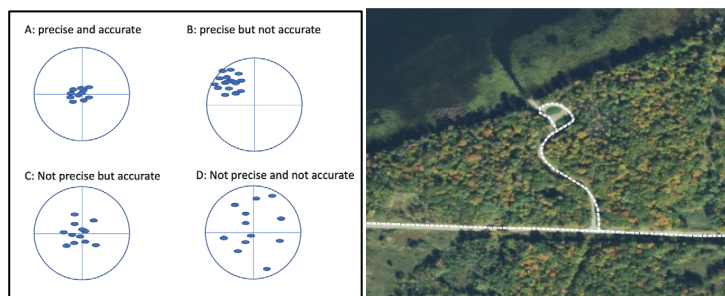 A: precise and accurate
B: precise but not accurate
C: Not precise but accurate
D: Not precise and not accurate